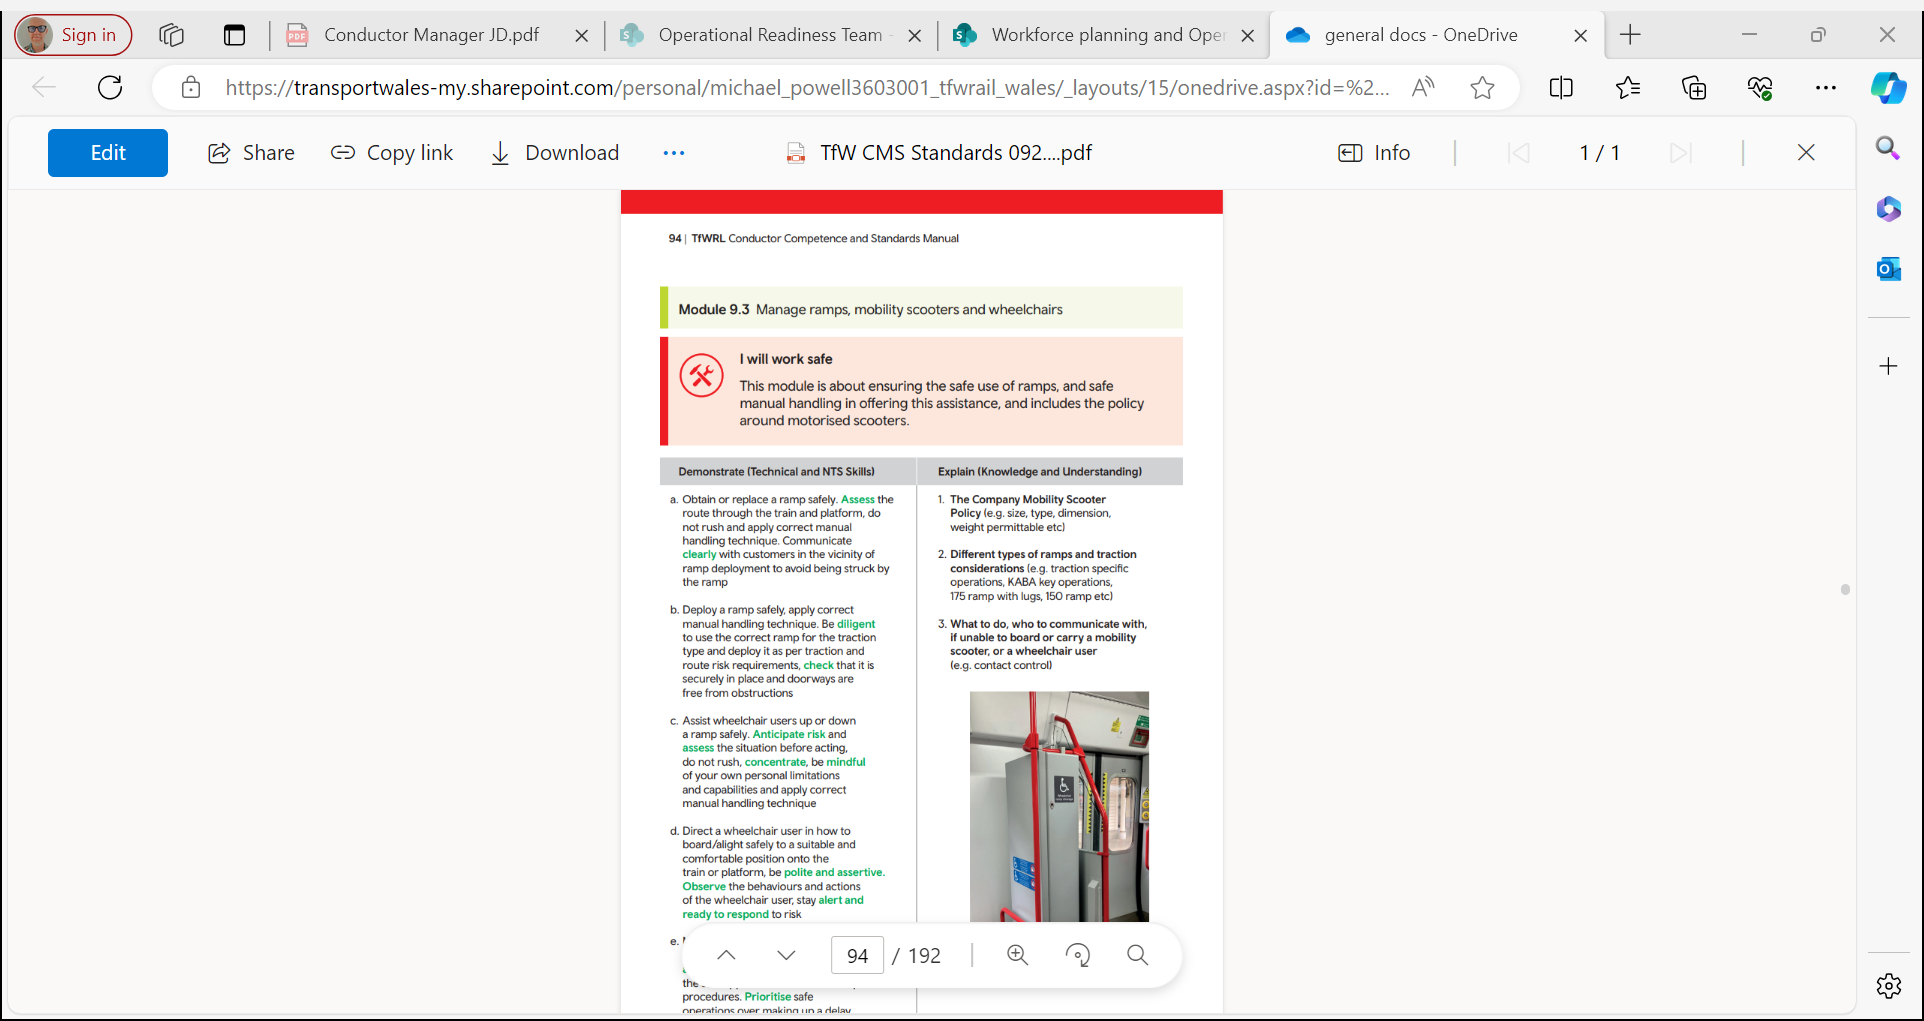 Sign in
Conductor Manager JD.pdf
Operational Readiness Team -
Workforce planning and Oper
general docs - OneDrive
https://transportwales-my.sharepoint.com/personal/michael_powell3603001_tfwrail_wales/_layouts/15/onedrive.aspx?id=%2...
Edit
Share
Copy link
Download
TfW CMS Standards 092....pdf
Info
1 / 1
94 | TfWRL Conductor Competence and Standards Manual
Module 9.3 Manage ramps, mobility scooters and wheelchairs
I will work safe
This module is about ensuring the safe use of ramps, and safe
manual handling in offering this assistance, and includes the policy
around motorised scooters.
Demonstrate (Technical and NTS Skills)
a. Obtain or replace a ramp safely. Assess the
route through the train and platform, do
not rush and apply correct manual
handling technique. Communicate
clearly with customers in the vicinity of
ramp deployment to avoid being struck by
the ramp
b. Deploy a ramp safely, apply correct
manual handling technique. Be diligent
to use the correct ramp for the traction
type and deploy it as per traction and
route risk requirements, check that it is
securely in place and doorways are
free from obstructions
c. Assist wheelchair users up or down
a ramp safely. Anticipate risk and
assess the situation before acting,
do not rush, concentrate, be mindful
of your own personal limitations
and capabilities and apply correct
manual handling technique
d. Direct a wheelchair user in how to
board/alight safely to a suitable and
comfortable position onto the
train or platform, be polite and assertive.
Observe the behaviours and actions
of the wheelchair user, stay alert and
ready to respond to risk
e.
the
procedures. Prioritise safe
operations over making up a delay
Explain (Knowledge and Understanding)
1. The Company Mobility Scooter
Policy (e.g. size, type, dimension,
weight permittable etc)
2. Different types of ramps and traction
considerations (e.g. traction specific
operations, KABA key operations,
175 ramp with lugs, 150 ramp etc)
3. What to do, who to communicate with,
if unable to board or carry a mobility
scooter, or a wheelchair user
(e.g. contact control)
94 / 192